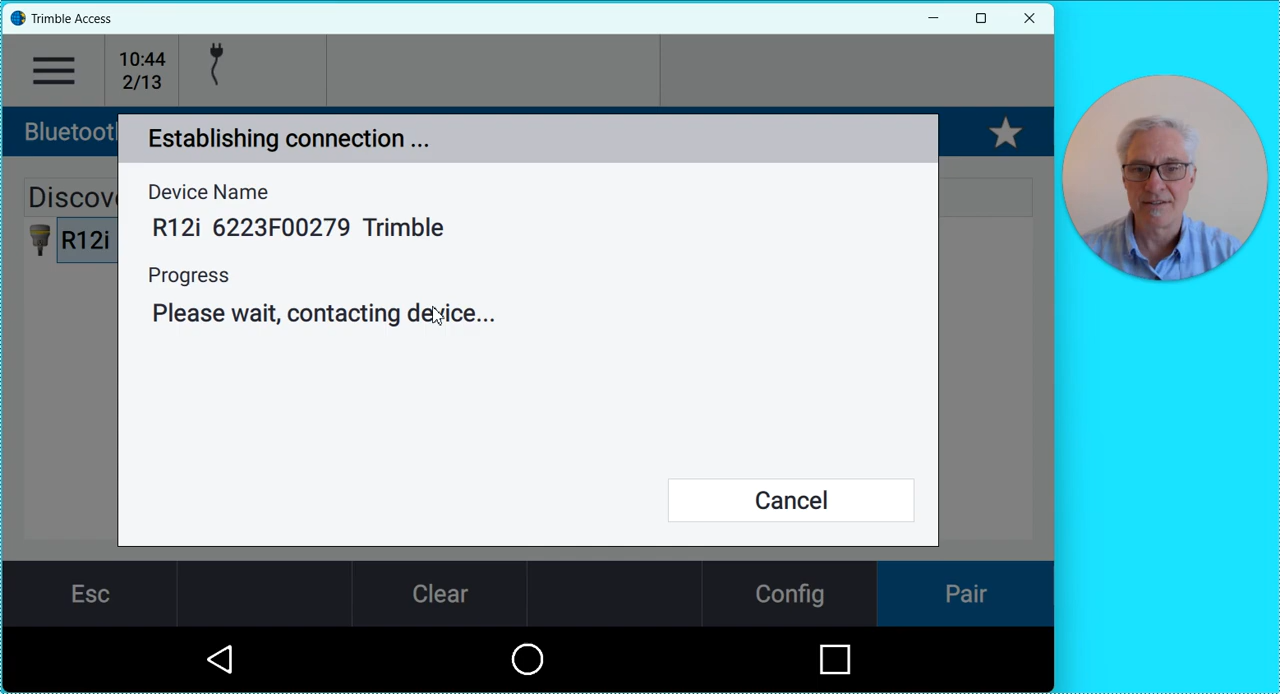 Trimble Access
10:44
2/13
Bluetooth
Establishing connection ...
Device Name
R12i 6223F00279 Trimble
Discov
R12i
Progress
Please wait, contacting device...
Cancel
Esc
Clear
Config
Pair